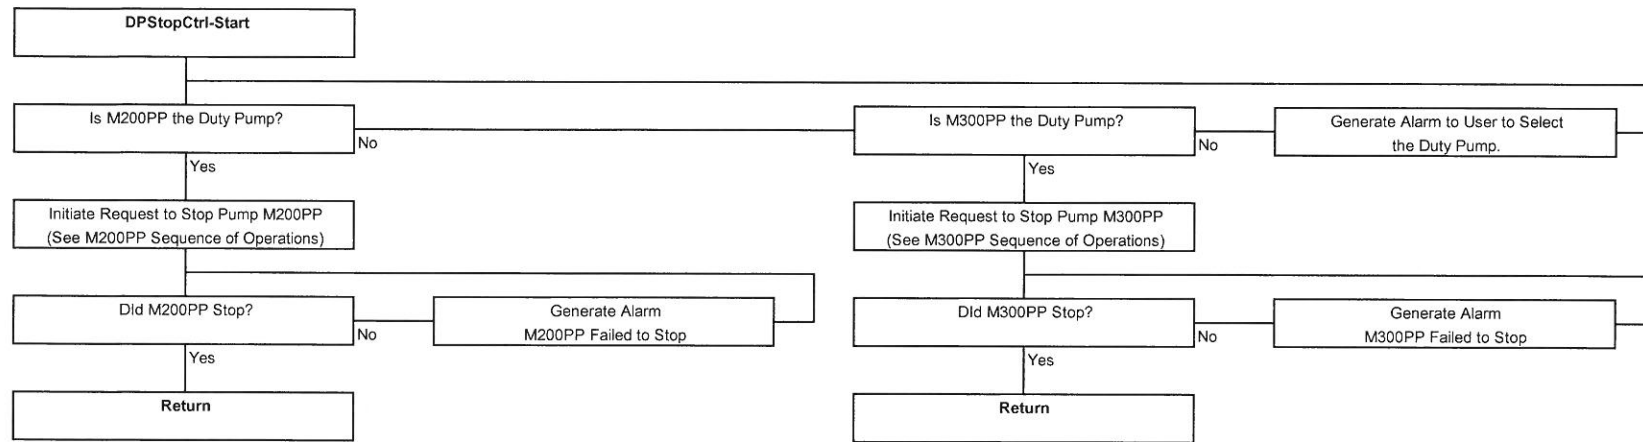 DPStopCtrl-Start
Is M200PP the Duty Pump?
No
Yes
Is M300PP the Duty Pump?
No
Yes
Generate Alarm to User to Select
the Duty Pump.
Initiate Request to Stop Pump M200PP
(See M200PP Sequence of Operations)
Initiate Request to Stop Pump M300PP
(See M300PP Sequence of Operations)
Did M200PP Stop?
No
Yes
Generate Alarm
M200PP Failed to Stop
Did M300PP Stop?
No
Yes
Generate Alarm
M300PP Failed to Stop
Return
Return